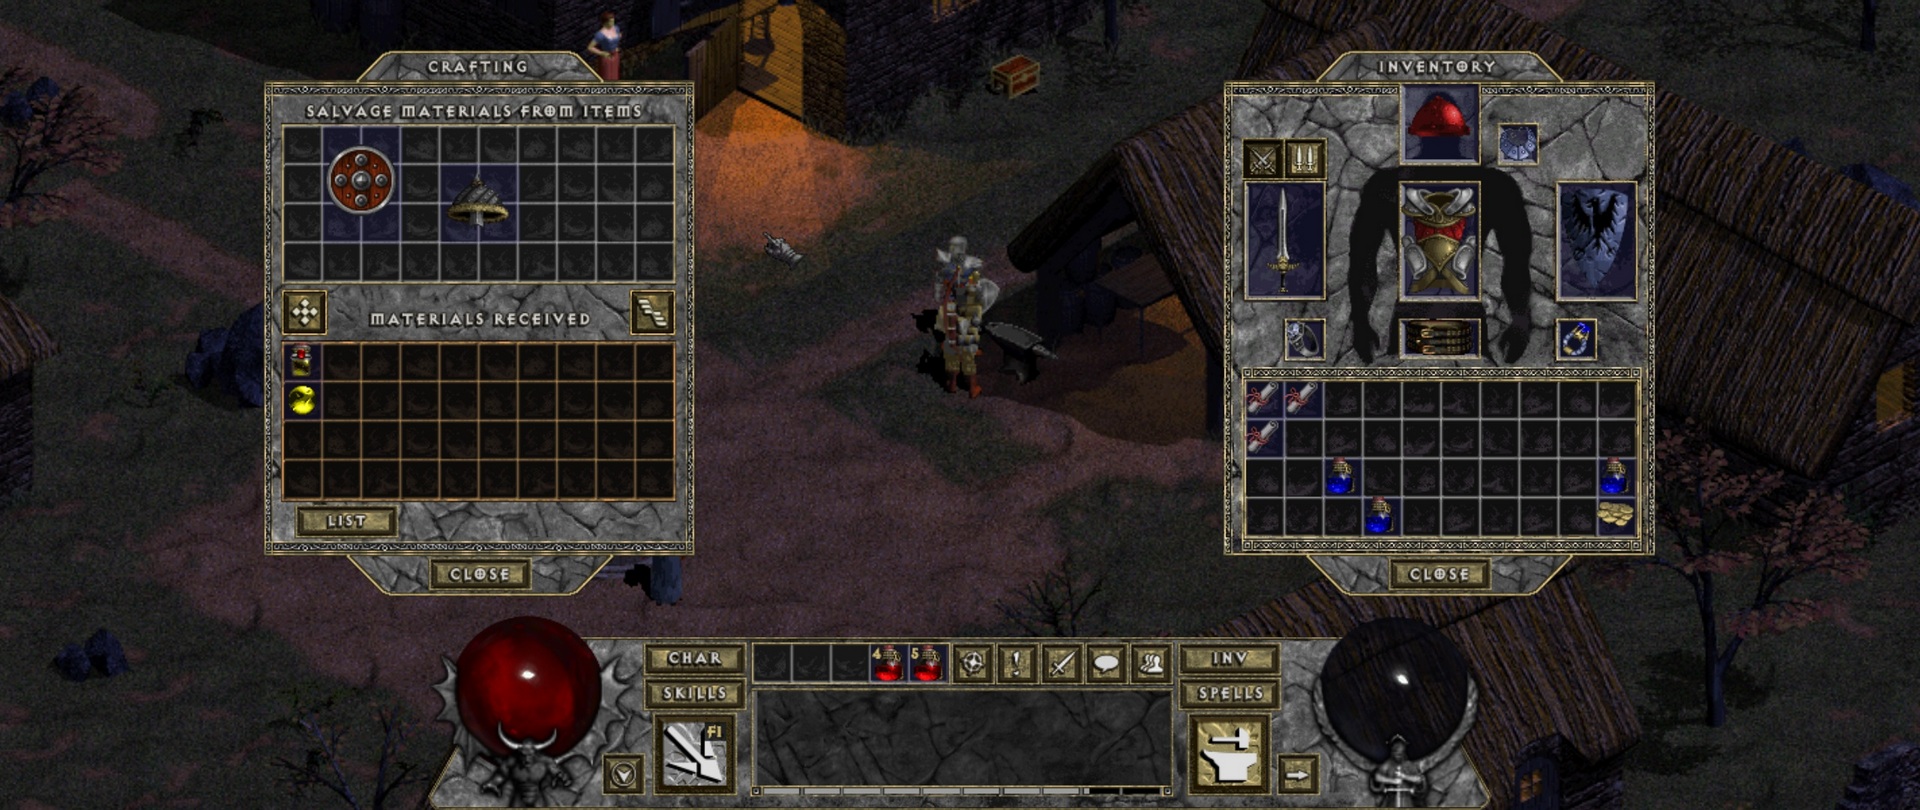 CRAFTING
SALVAGE MATERIALS FROM ITEMS
MATERIALS RECEIVED
LIST
CLOSE
INVENTORY
CLOSE
CHAR
4
5
INV
SKILLS
SPELLS
F1